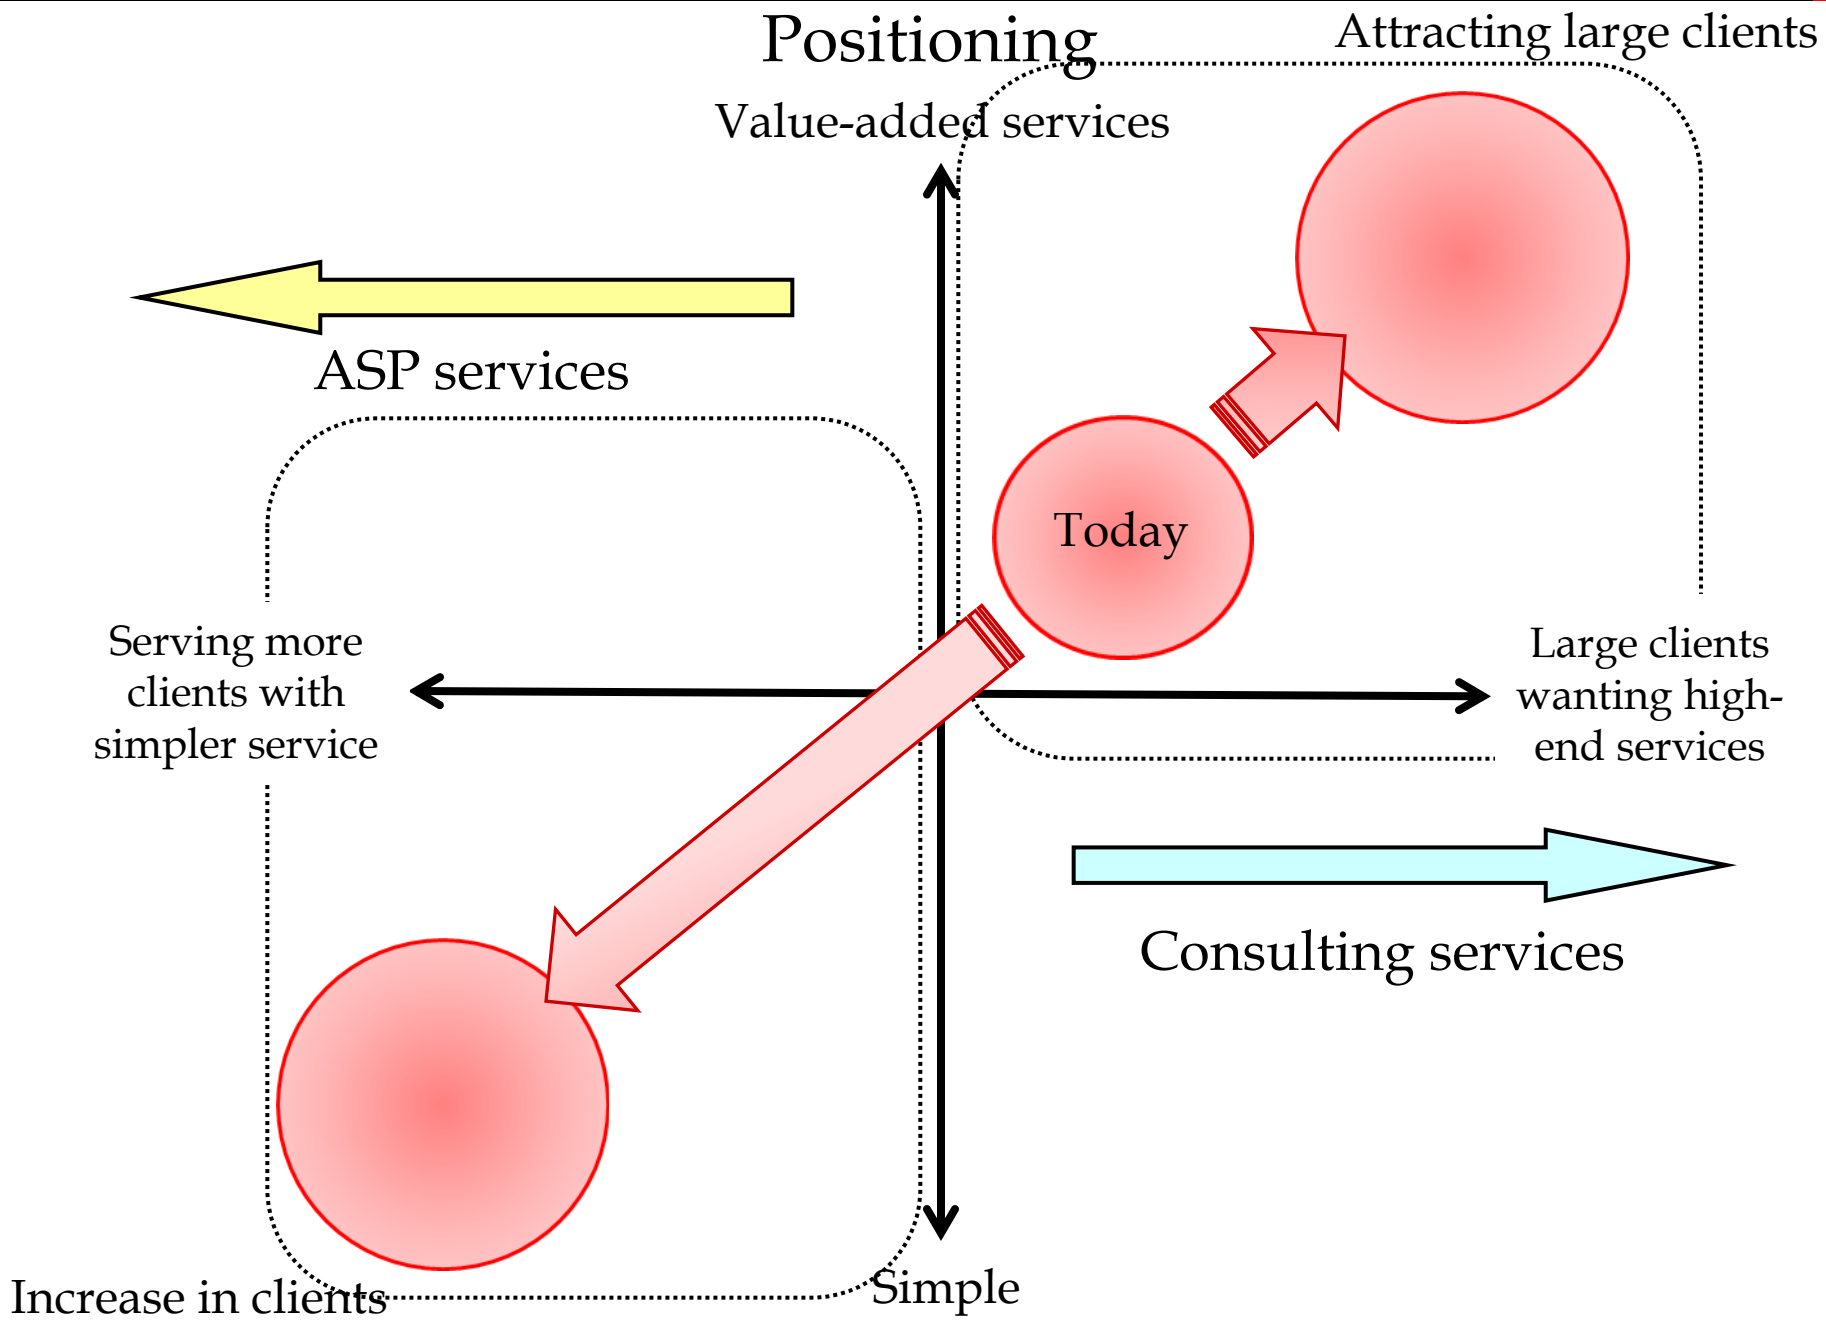 Positioning
Attracting large clients
Value-added services
ASP services
Today
Serving more
clients with
simpler service
Large clients
wanting high-
end services
Consulting services
Increase in clients
Simple